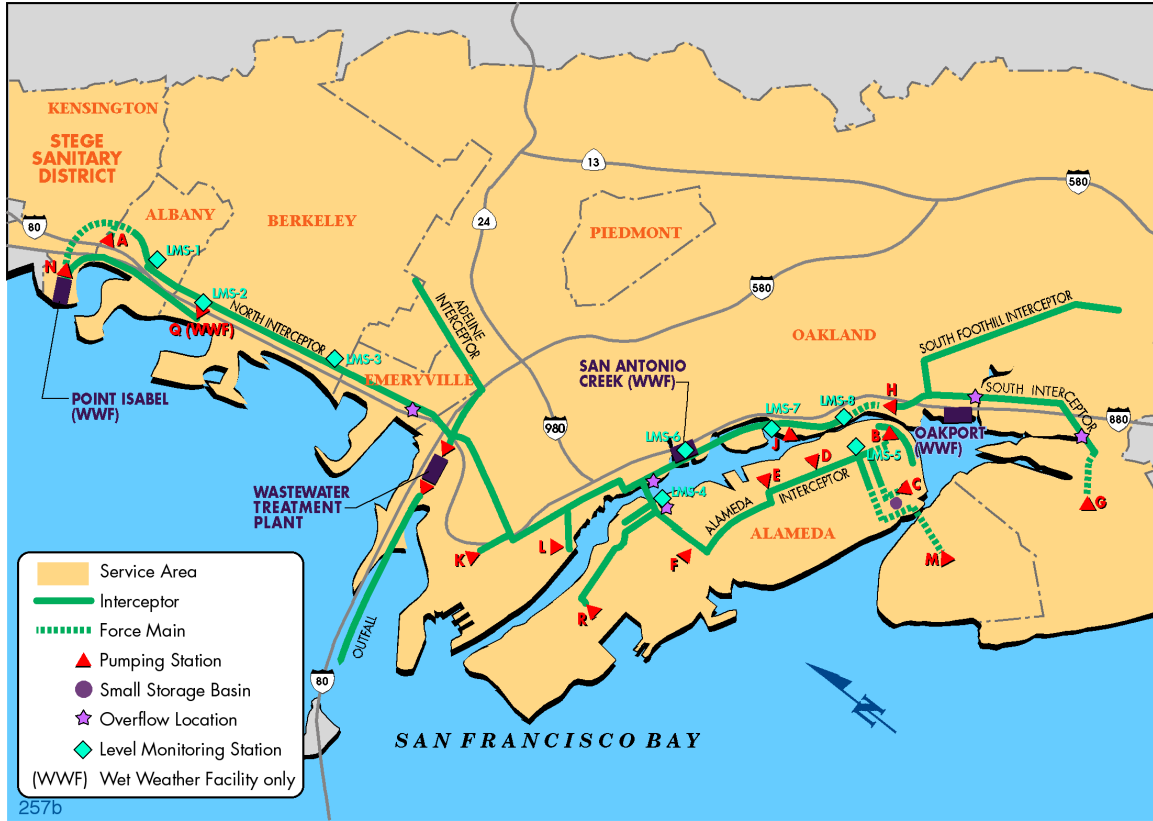 KENSINGTON
STEGE
SANITARY
DISTRICT
ALBANY
BERKELEY
80
A
N
LMS-1
LMS-2
Q (WWF)
NORTH INTERCEPTOR
LMS-3
EMERYVILLE
POINT ISABEL
(WWF)
ADELINE
INTERCEPTOR
24
13
PIEDMONT
580
580
OAKLAND
SOUTH FOOTHILL INTERCEPTOR
SAN ANTONIO
CREEK (WWF)
LMS-7
LMS-8
H
SOUTH INTERCEPTOR
880
980
LMS-6
J
B
OAKPORT
(WWF)
LMS-5
D
E
C
G
WASTEWATER
TREATMENT
PLANT
LMS-4
ALAMEDA
INTERCEPTOR
ALAMEDA
K
L
F
M
R
OUTFALL
80
N
SAN FRANCISCO BAY
Service Area
Interceptor
Force Main
Pumping Station
Small Storage Basin
Overflow Location
Level Monitoring Station
(WWF) Wet Weather Facility only
257b